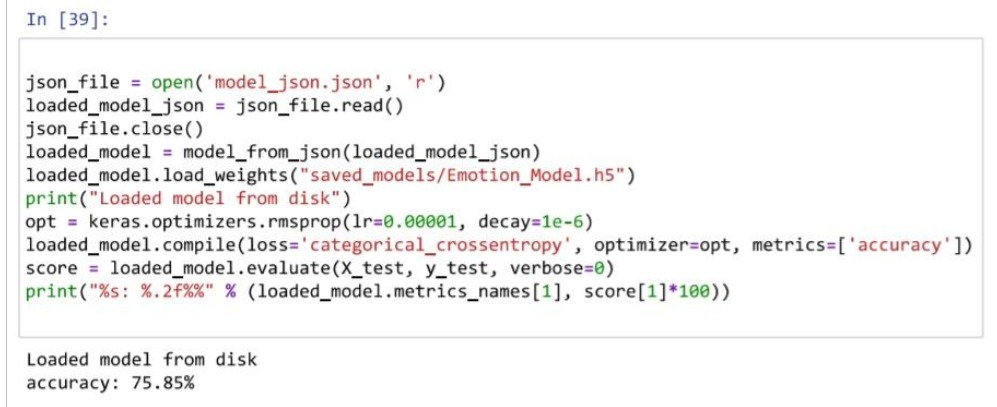 In [39]:
json_file = open('model_json.json', 'r')
loaded_model_json = json_file.read()
json_file.close()
loaded_model = model_from_json(loaded_model_json)
loaded_model.load_weights("saved_models/Emotion_Model.h5")
print("Loaded model from disk")
opt = keras.optimizers.rmsprop(lr=0.00001, decay=1e-6)
loaded_model.compile(loss='categorical_crossentropy', optimizer=opt, metrics=['accuracy'])
score = loaded_model.evaluate(X_test, y_test, verbose=0)
print("%s: %.2f%%" % (loaded_model.metrics_names[1], score[1]*100))
Loaded model from disk
accuracy: 75.85%